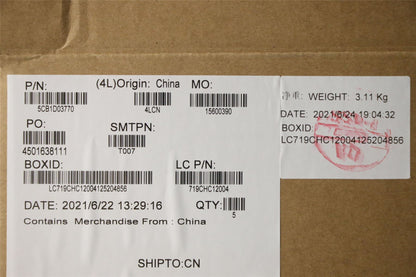 P/N: (4L)Origin: China MO:
5CB1D03770 4LCN 15600390
PO: SMTPN:
4501638111 T007
BOXID: LC P/N:
LC719CHC12004125204856 719CHC12004
DATE: 2021/6/22 13:29:16 QTY:
5
Contains Merchandise From : China
SHIPTO:CN
净重: WEIGHT: 3.11 Kg
DATE: 2021/6/24 19:04:32
BOXID
LC719CHC12004125204856